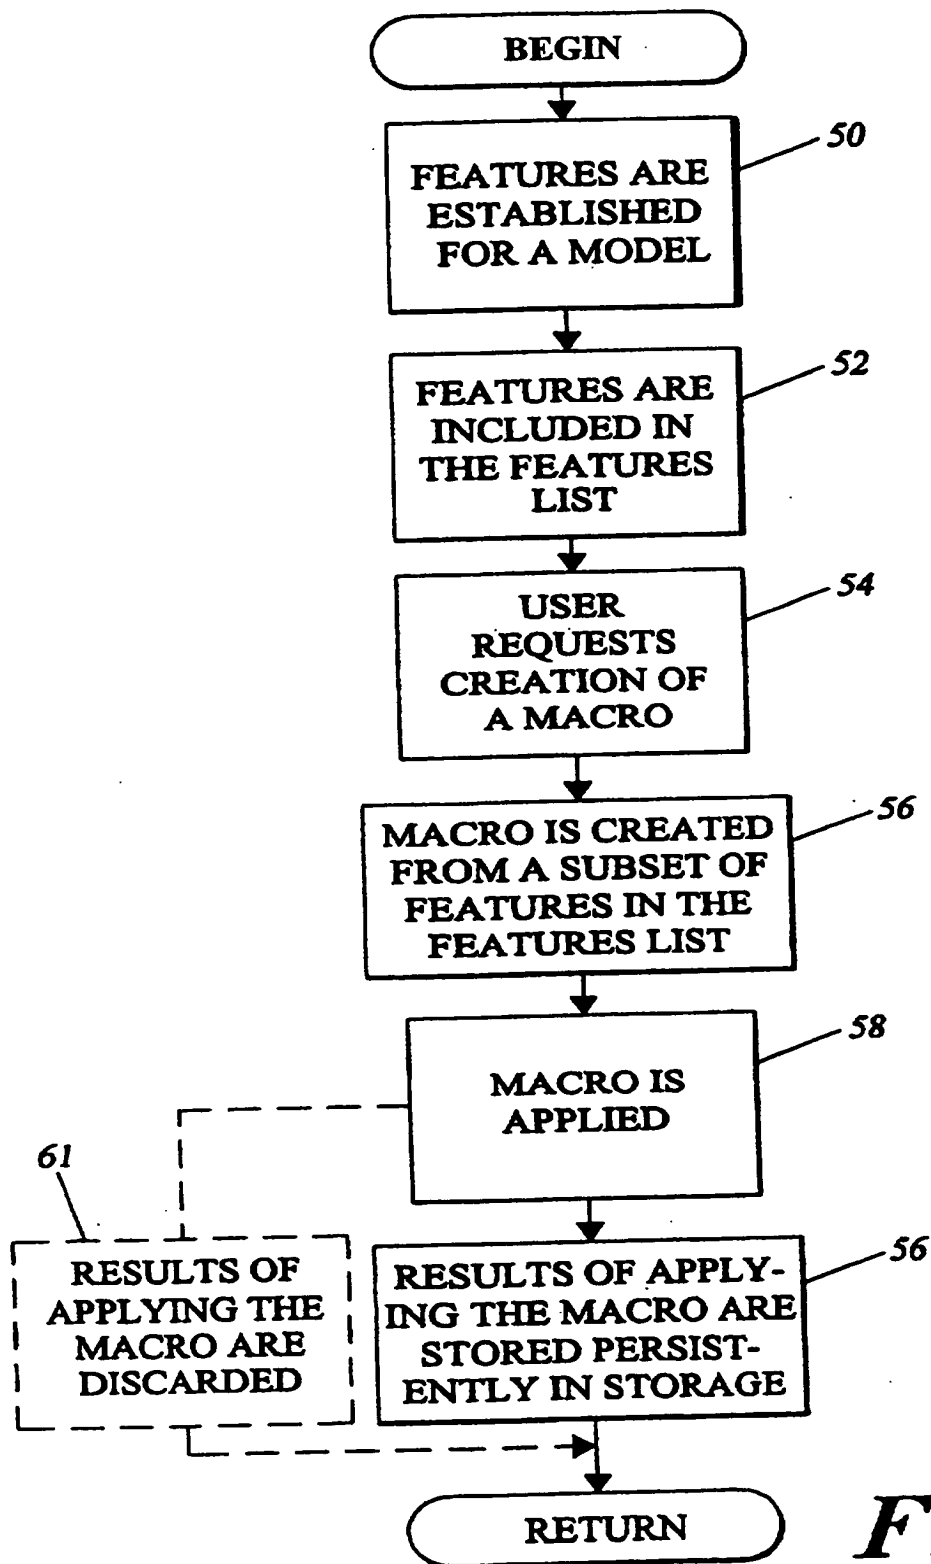 BEGIN
50
FEATURES ARE
ESTABLISHED
FOR A MODEL
52
FEATURES ARE
INCLUDED IN
THE FEATURES
LIST
54
USER
REQUESTS
CREATION OF
A MACRO
56
MACRO IS CREATED
FROM A SUBSET OF
FEATURES IN THE
FEATURES LIST
58
MACRO IS
APPLIED
61
RESULTS OF
APPLYING THE
MACRO ARE
DISCARDED
56
RESULTS OF APPLY-
ING THE MACRO ARE
STORED PERSIST-
ENTLY IN STORAGE
RETURN
F